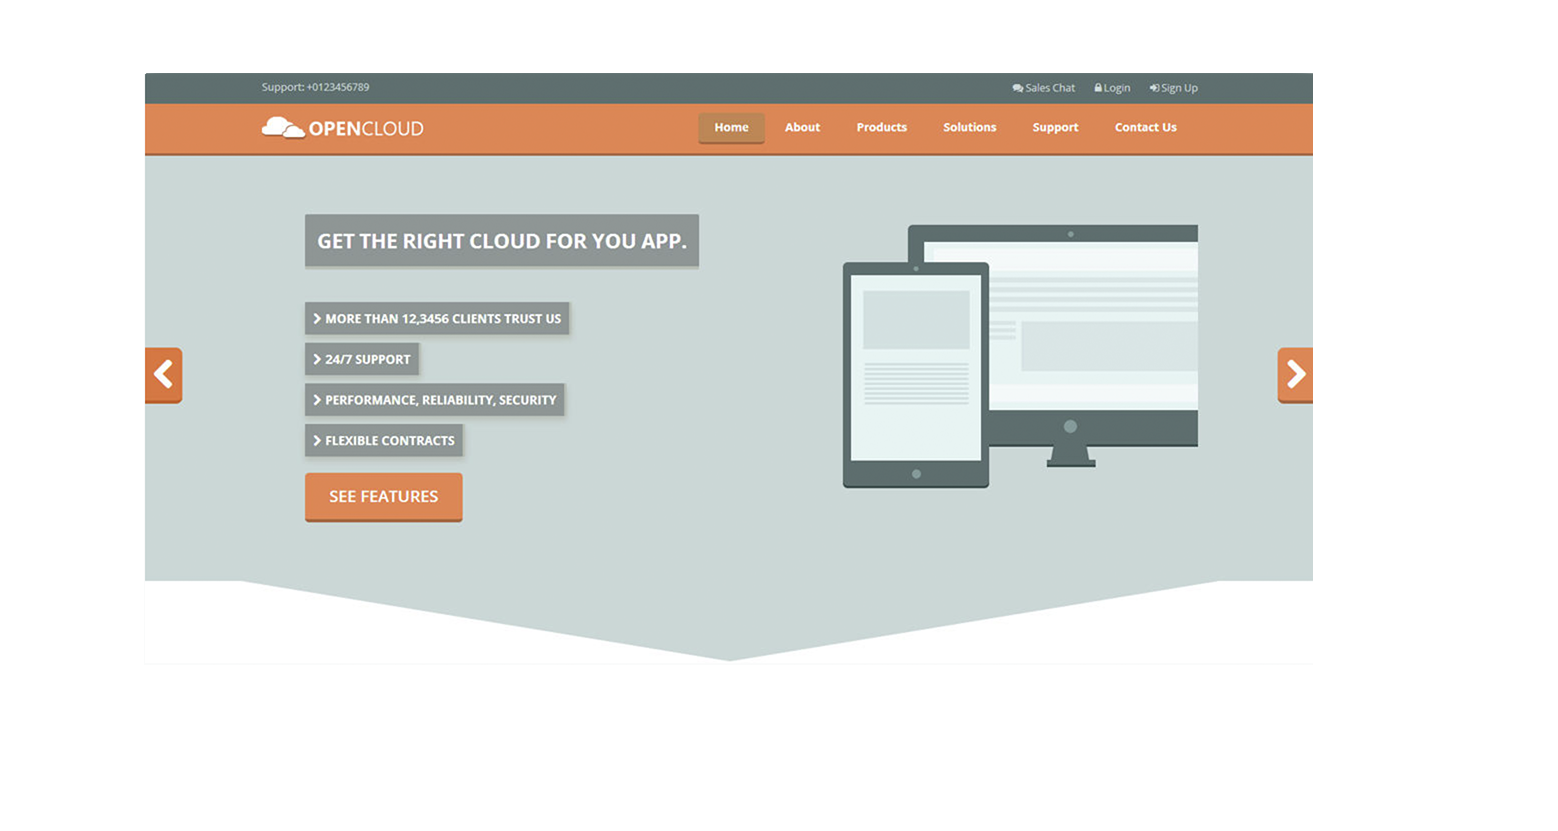 Support: +0123456789
Sales Chat Login Sign Up
OPENCLOUD
Home About Products Solutions Support Contact Us
GET THE RIGHT CLOUD FOR YOU APP.
MORE THAN 12,3456 CLIENTS TRUST US
24/7 SUPPORT
PERFORMANCE, RELIABILITY, SECURITY
FLEXIBLE CONTRACTS
SEE FEATURES